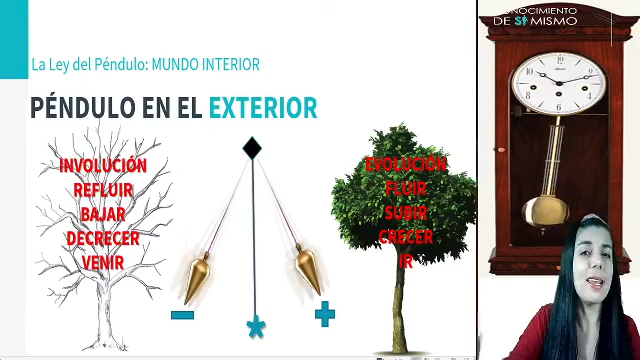 CONOCIMIENTO
DE SÍ MISMO
La Ley del Péndulo: MUNDO INTERIOR
PÉNDULO EN EL EXTERIOR
INVOLUCIÓN
REFLUIR
BAJAR
DECRECER
VENIR
EVOLUCIÓN
FLUIR
SUBIR
CRECER
IR
-
+
*